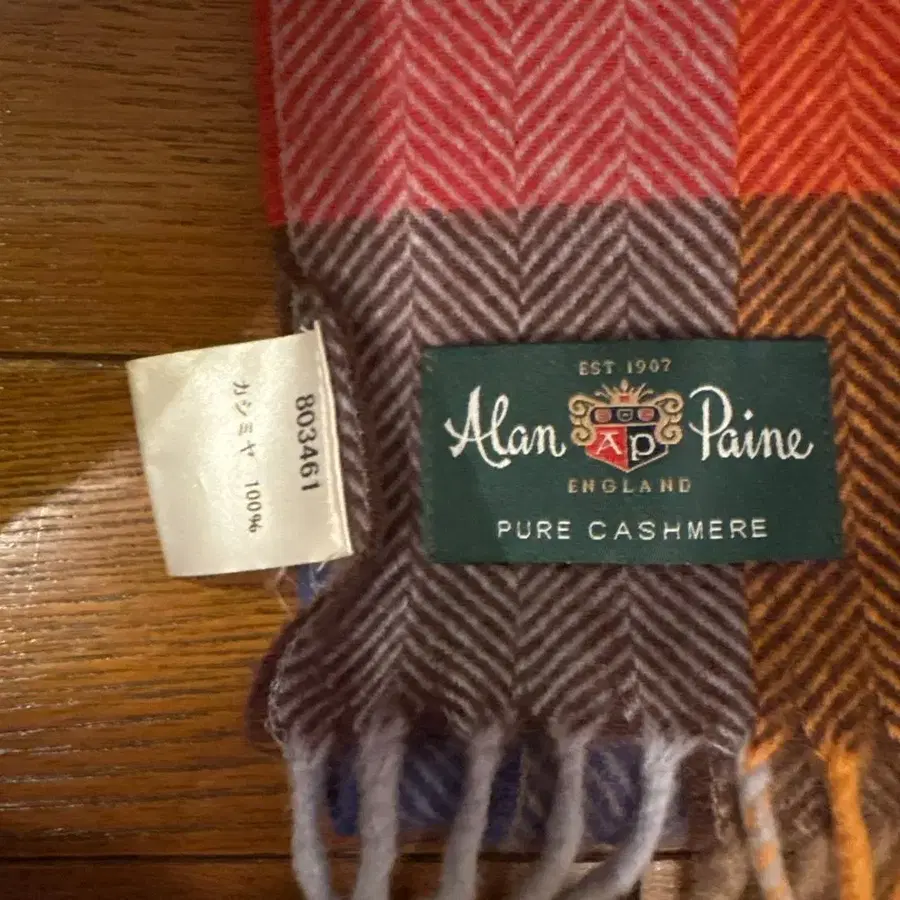 803461
カシミヤ 100%
EST 1907
Alan AP Paine
ENGLAND
PURE CASHMERE